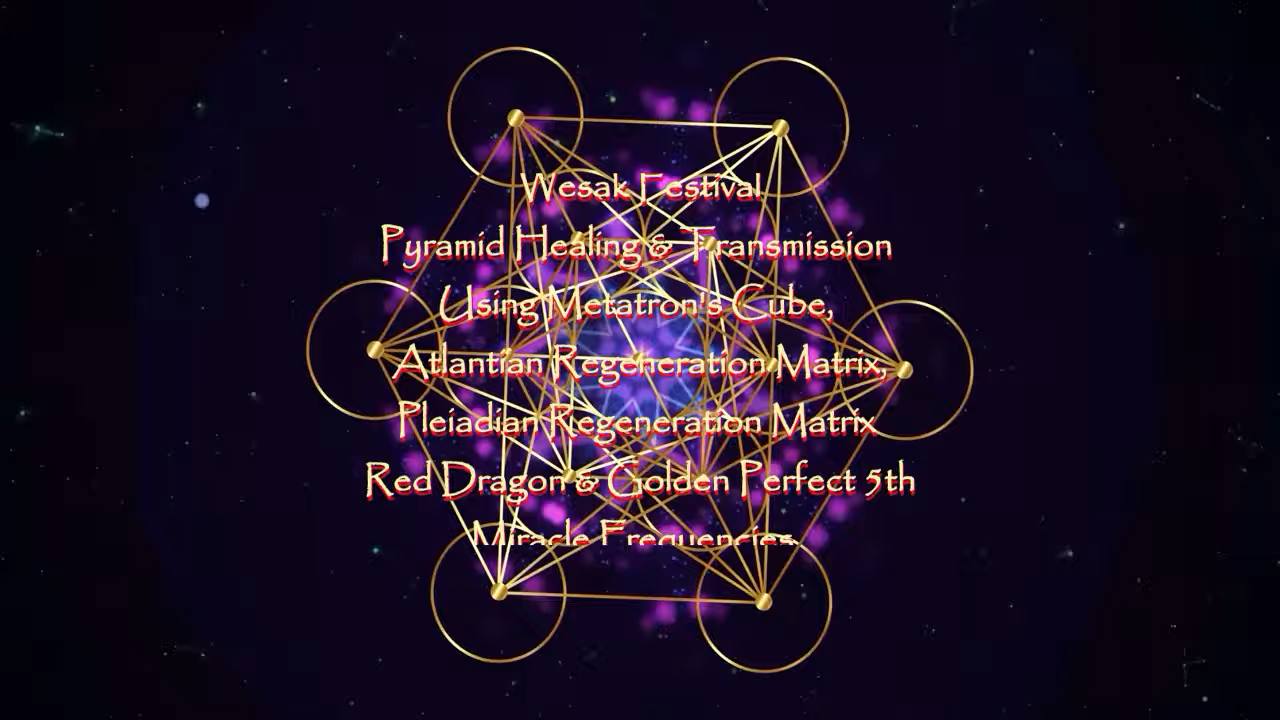 Wesak Festival
Pyramid Healing & Transmission
Using Metatron's Cube,
Atlantian Regeneration Matrix,
Pleiadian Regeneration Matrix
Red Dragon & Golden Perfect 5th
Miracle Frequencies